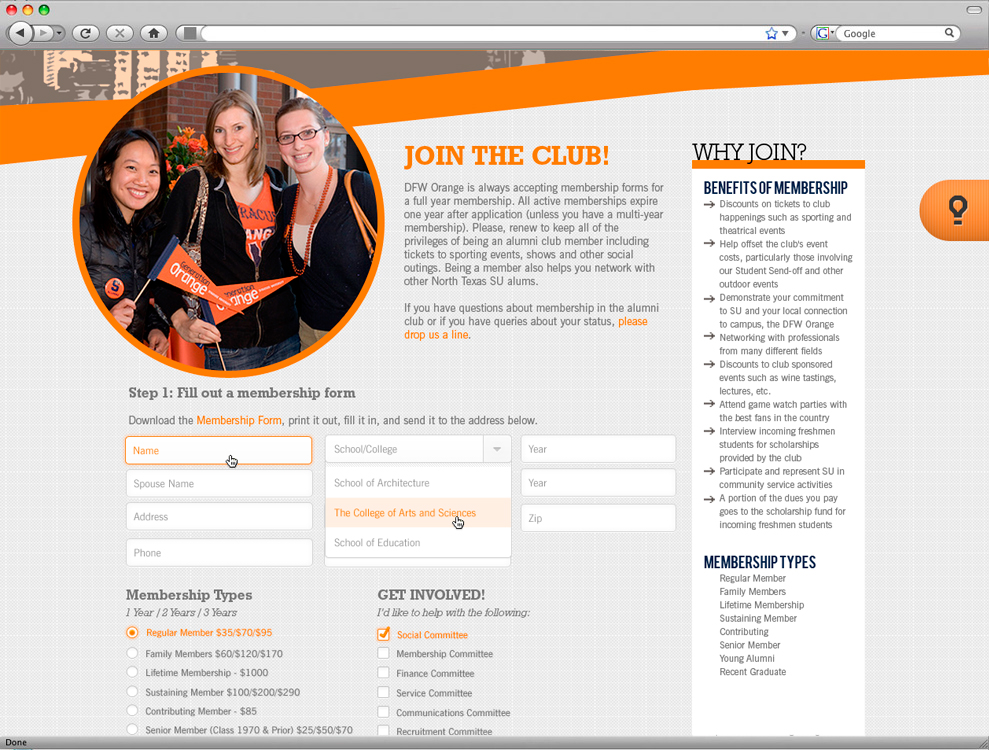 Google
SYRACUSE
ORANGE
Generation
Orange
Generation
Orange
S
JOIN THE CLUB!
DFW Orange is always accepting membership forms for
a full year membership. All active memberships expire
one year after application (unless you have a multi-year
membership). Please, renew to keep all of the
privileges of being an alumni club member including
tickets to sporting events, shows and other social
outings. Being a member also helps you network with
other North Texas SU alums.
If you have questions about membership in the alumni
club or if you have queries about your status, please
drop us a line.
WHY JOIN?
BENEFITS OF MEMBERSHIP
Discounts on tickets to club
happenings such as sporting and
theatrical events
Help offset the club's event
costs, particularly those involving
our Student Send-off and other
outdoor events
Demonstrate your commitment
to SU and your local connection
to campus, the DFW Orange
Networking with professionals
from many different fields
Discounts to club sponsored
events such as wine tastings,
lectures, etc.
Attend game watch parties with
the best fans in the country
Interview incoming freshmen
students for scholarships
provided by the club
Participate and represent SU in
community service activities
A portion of the dues you pay
goes to the scholarship fund for
incoming freshmen students
MEMBERSHIP TYPES
Regular Member
Family Members
Lifetime Membership
Sustaining Member
Contributing
Senior Member
Young Alumni
Recent Graduate
Step 1: Fill out a membership form
Download the Membership Form, print it out, fill it in, and send it to the address below.
Name
School/College
Year
Spouse Name
School of Architecture
Year
Address
The College of Arts and Sciences
Zip
Phone
School of Education
Membership Types
1 Year / 2 Years / 3 Years
Regular Member $35/$70/$95
Family Members $60/$120/$170
Lifetime Membership - $1000
Sustaining Member $100/$200/$290
Contributing Member - $85
Senior Member (Class 1970 & Prior) $25/$50/$70
GET INVOLVED!
I'd like to help with the following:
Social Committee
Membership Committee
Finance Committee
Service Committee
Communications Committee
Recruitment Committee
Done